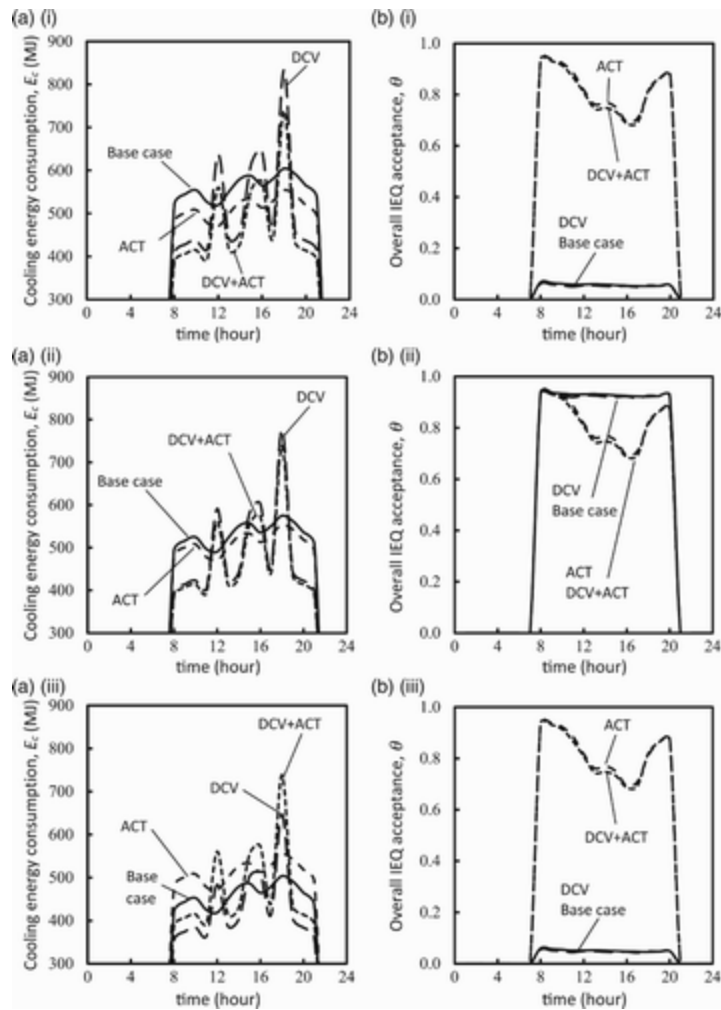 (a) (i)
900
800
700
600
500
400
300
Cooling energy consumption, Ec (MJ)
DCV
Base case
ACT
DCV+ACT
0 4 8 12 16 20 24
time (hour)
(b) (i)
1.0
0.8
0.6
0.4
0.2
0.0
Overall IEQ acceptance, θ
ACT
DCV+ACT
DCV
Base case
0 4 8 12 16 20 24
time (hour)
(a) (ii)
900
800
700
600
500
400
300
Cooling energy consumption, Ec (MJ)
DCV
DCV+ACT
Base case
ACT
0 4 8 12 16 20 24
time (hour)
(b) (ii)
1.0
0.8
0.6
0.4
0.2
0.0
Overall IEQ acceptance, θ
DCV
Base case
ACT
DCV+ACT
0 4 8 12 16 20 24
time (hour)
(a) (iii)
900
800
700
600
500
400
300
Cooling energy consumption, Ec (MJ)
DCV+ACT
DCV
ACT
Base
case
0 4 8 12 16 20 24
time (hour)
(b) (iii)
1.0
0.8
0.6
0.4
0.2
0.0
Overall IEQ acceptance, θ
ACT
DCV+ACT
DCV
Base case
0 4 8 12 16 20 24
time (hour)